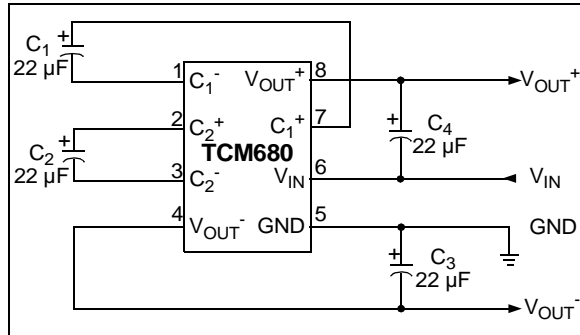 C1
+
22 µF
1 C1-
VOUT+ 8
VOUT+
2 C2+
C1+ 7
+
C4
22 µF
C2
+
22 µF
TCM680
3 C2-
VIN 6
VIN
4 VOUT-
GND 5
GND
+
C3
22 µF
VOUT-